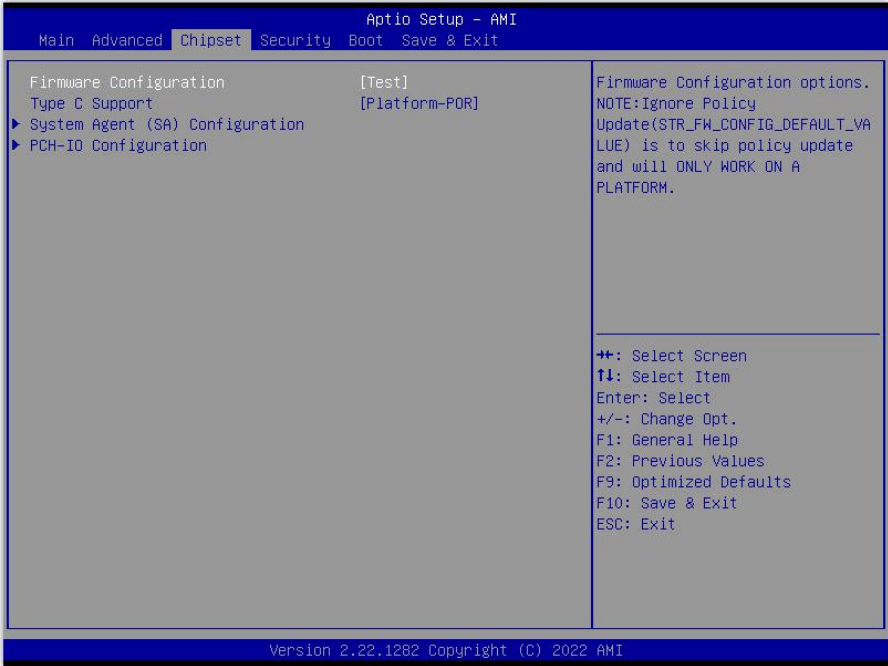 Aptio Setup – AMI
Main Advanced Chipset Security Boot Save & Exit
Firmware Configuration [Test]
Type C Support [Platform-POR]
System Agent (SA) Configuration
PCH-IO Configuration
Firmware Configuration options.
NOTE:Ignore Policy
Update(STR_FW_CONFIG_DEFAULT_VA
LUE) is to skip policy update
and will ONLY WORK ON A
PLATFORM.
→←: Select Screen
↑↓: Select Item
Enter: Select
+/-: Change Opt.
F1: General Help
F2: Previous Values
F9: Optimized Defaults
F10: Save & Exit
ESC: Exit
Version 2.22.1282 Copyright (C) 2022 AMI